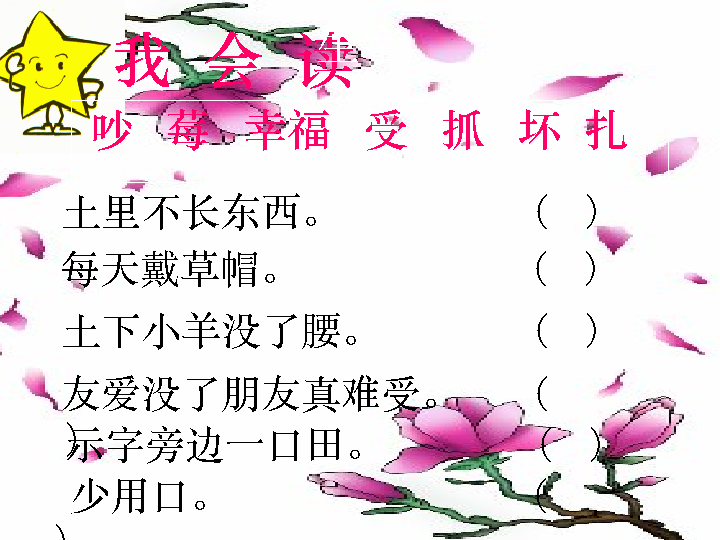 我 会 读
吵 莓 幸福 受 抓 坏 扎
土里不长东西。 ( )
每天戴草帽。 ( )
土下小羊没了腰。 ( )
友爱没了朋友真难受。 (
)
示字旁边一口田。 ( )
少用口。 (
)